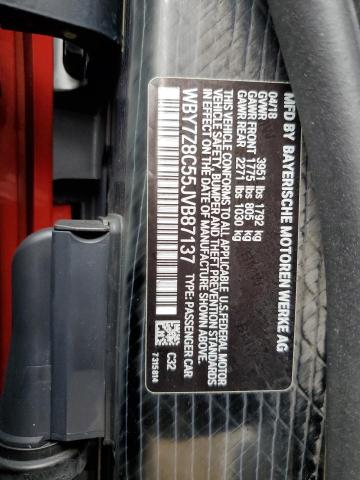 MFD BY BAYERISCHE MOTOREN WERKE AG
04/18
GVWR 3951 lbs 1792 kg
GAWR FRONT 1775 lbs 805 kg
GAWR REAR 2271 lbs 1030 kg
THIS VEHICLE CONFORMS TO ALL APPLICABLE U.S. FEDERAL MOTOR
VEHICLE SAFETY, BUMPER AND THEFT PREVENTION STANDARDS
IN EFFECT ON THE DATE OF MANUFACTURE SHOWN ABOVE.
WBY7Z8C55JVB87137 TYPE: PASSENGER CAR
C32
7315814